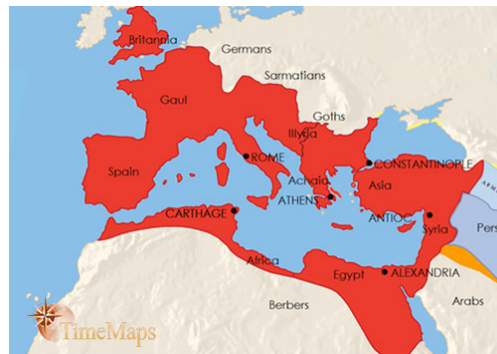 Britannia
Germans
Sarmatians
Gaul
Goths
Illyria
ROME
CONSTANTINOPLE
Spain
Achaia
Asia
ATHENS
CARTHAGE
ANTIOC
Syria
Pers
Africa
Egypt
ALEXANDRIA
Berbers
Arabs
TimeMaps